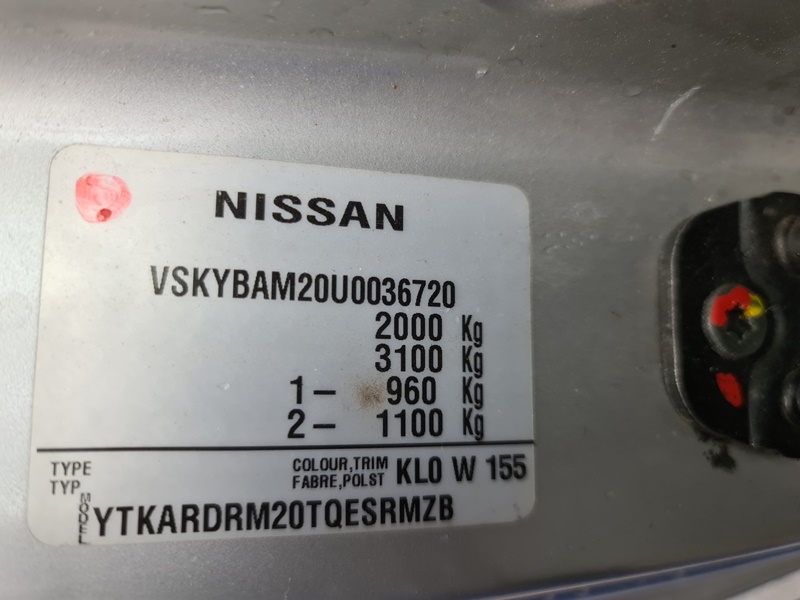 NISSAN
VSKYBAM20U0036720
2000 Kg
3100 Kg
1- 960 Kg
2- 1100 Kg
TYPE
TYP
COLOUR,TRIM
FABRE,POLST
KL0 W 155
MODEL
YTKARDRM20TQESRMZB